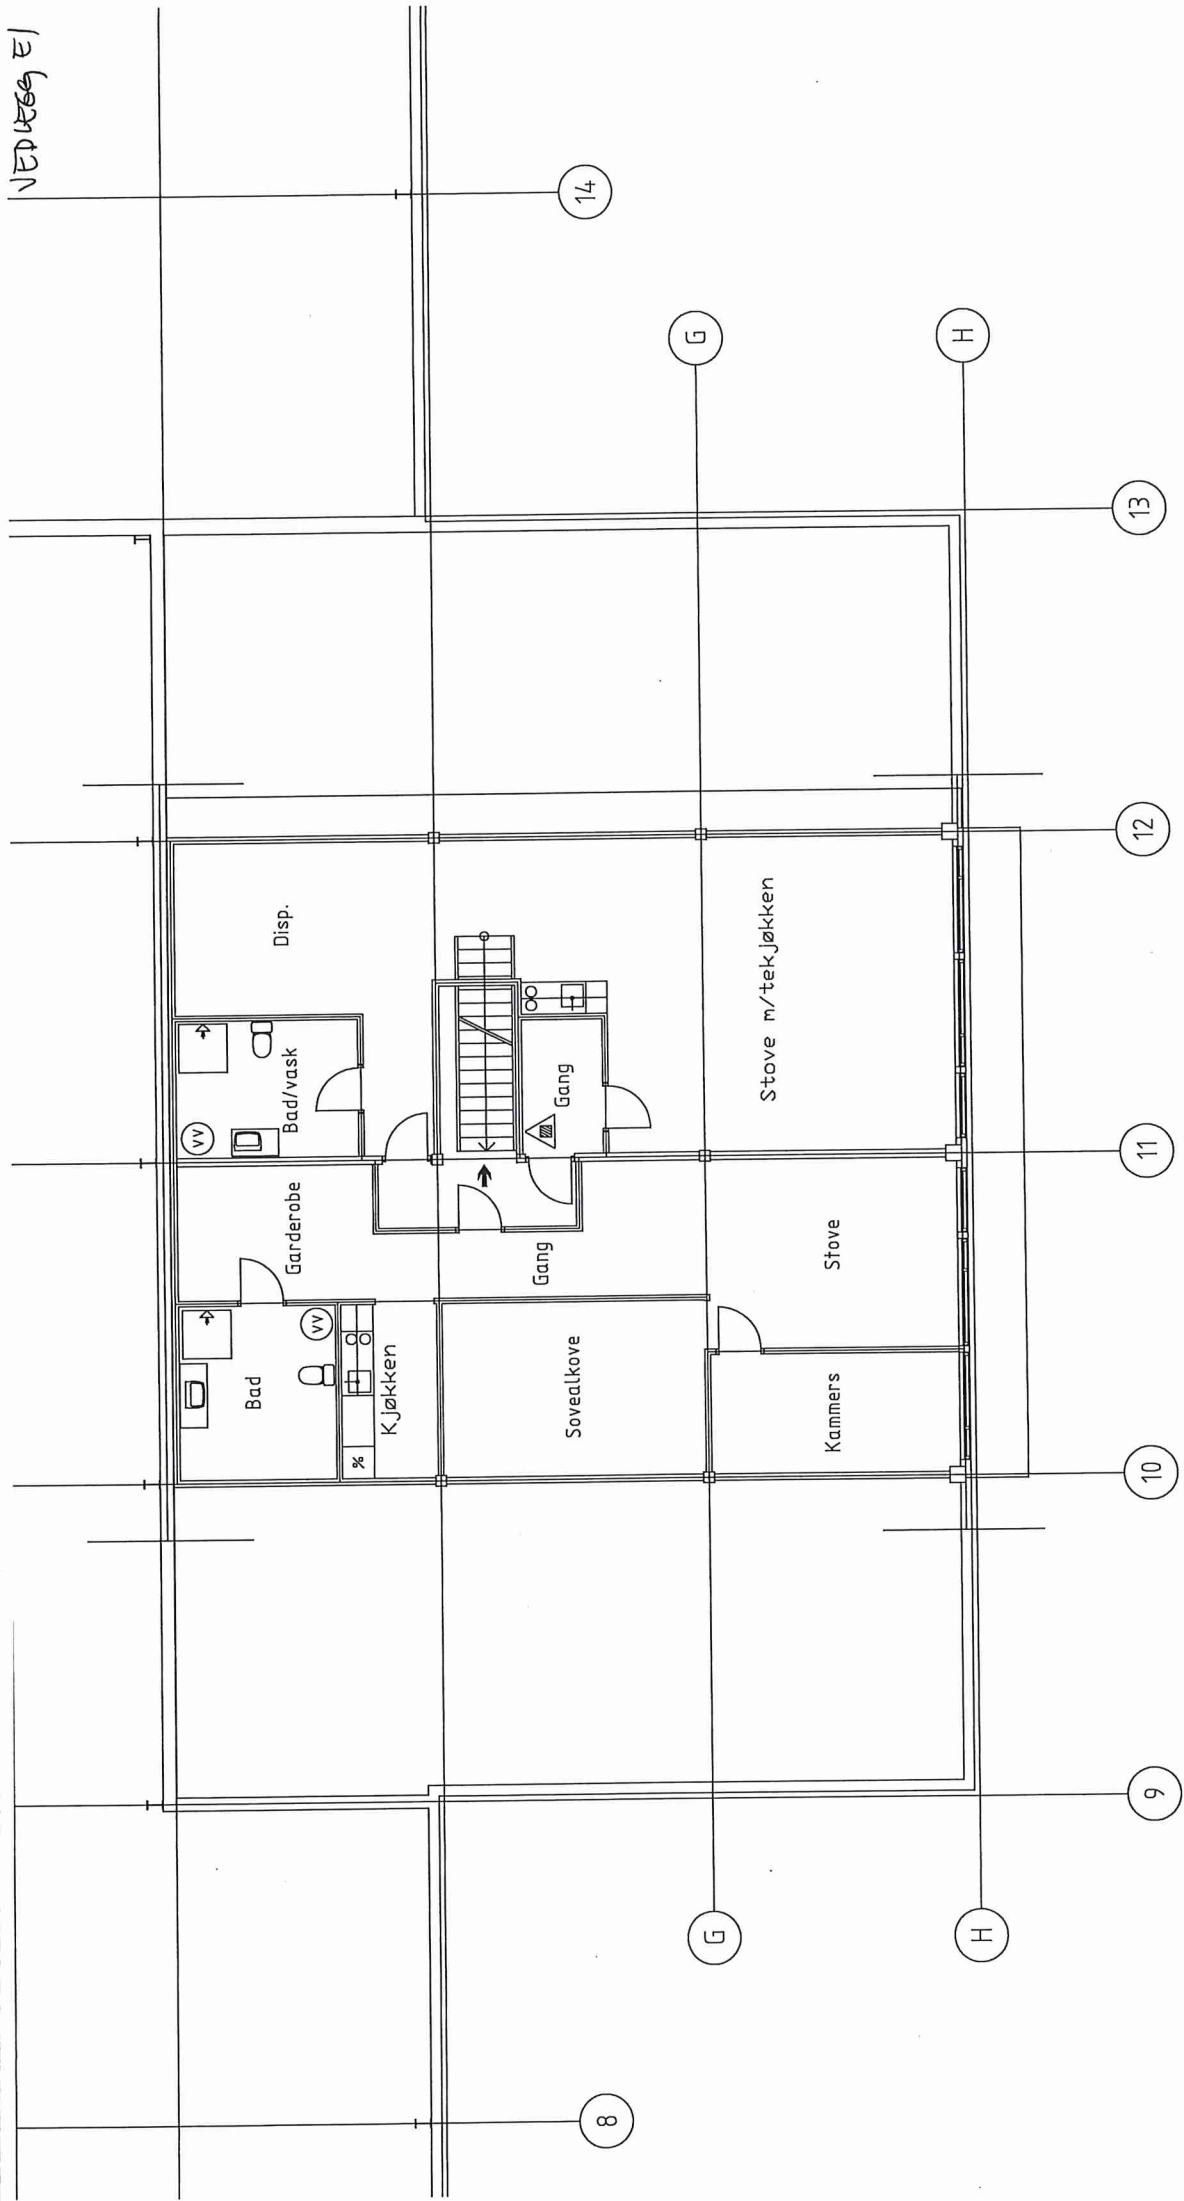 VEDLEGG E1
14
G
H
13
12
11
10
9
8
G
H
Disp.
Bad/vask
VV
Garderobe
Gang
Gang
Stove m/tekjøkken
Stove
Bad
VV
Kjøkken
%
Sovealkove
Kammers